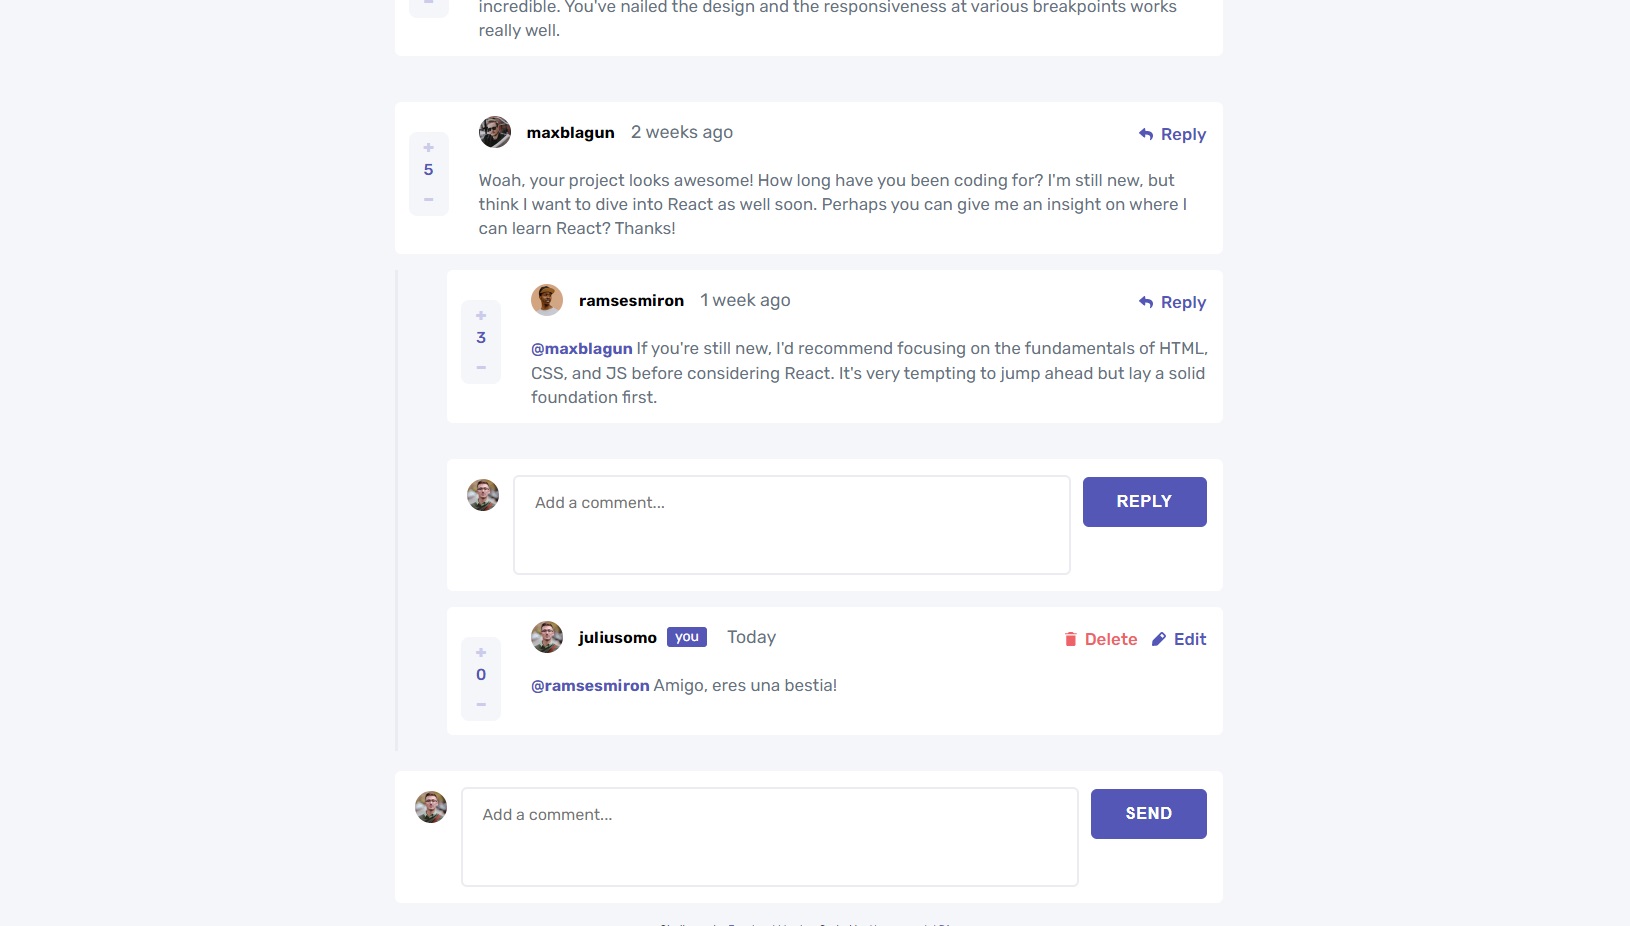 incredible. You've nailed the design and the responsiveness at various breakpoints works
really well.
maxblagun 2 weeks ago Reply
+
5
-
Woah, your project looks awesome! How long have you been coding for? I'm still new, but
think I want to dive into React as well soon. Perhaps you can give me an insight on where I
can learn React? Thanks!
ramsesmiron 1 week ago Reply
+
3
-
@maxblagun If you're still new, I'd recommend focusing on the fundamentals of HTML,
CSS, and JS before considering React. It's very tempting to jump ahead but lay a solid
foundation first.
Add a comment...
REPLY
juliusomo you Today Delete Edit
+
0
-
@ramsesmiron Amigo, eres una bestia!
Add a comment...
SEND